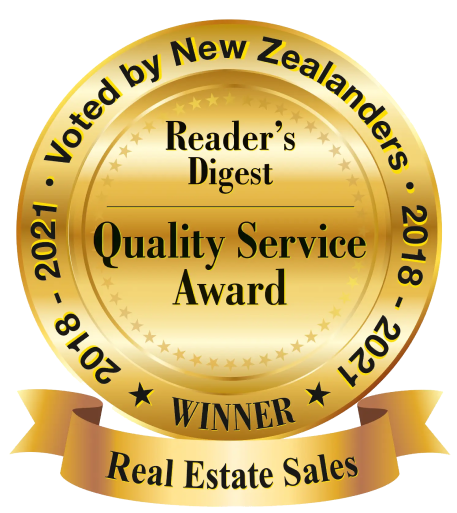 Voted by New Zealanders
2018 - 2021 • • 2018 - 2021
Reader's
Digest
Quality Service
Award
★ WINNER ★
Real Estate Sales